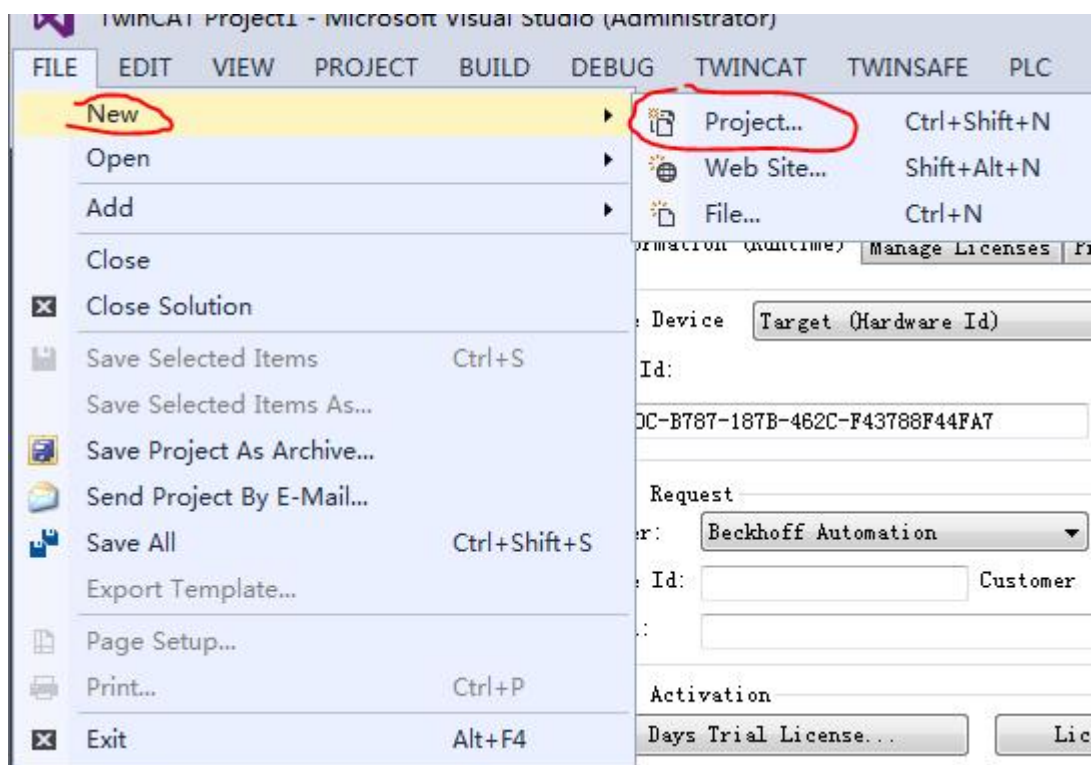 TwinCAT Project1 - Microsoft Visual Studio (Administrator)
FILE EDIT VIEW PROJECT BUILD DEBUG TWINCAT TWINSAFE PLC
New
Project... Ctrl+Shift+N
Open
Web Site... Shift+Alt+N
Add
File... Ctrl+N
(Runtime) Manage Licenses
Close
Close Solution
Device Target (Hardware Id)
Save Selected Items Ctrl+S
Id:
Save Selected Items As...
DC-B787-187B-462C-F43788F44FA7
Save Project As Archive...
Send Project By E-Mail...
Request
Save All Ctrl+Shift+S
Beckhoff Automation
Export Template...
Id: Customer
Page Setup...
Print... Ctrl+P
Activation
Exit Alt+F4
Days Trial License... Lic